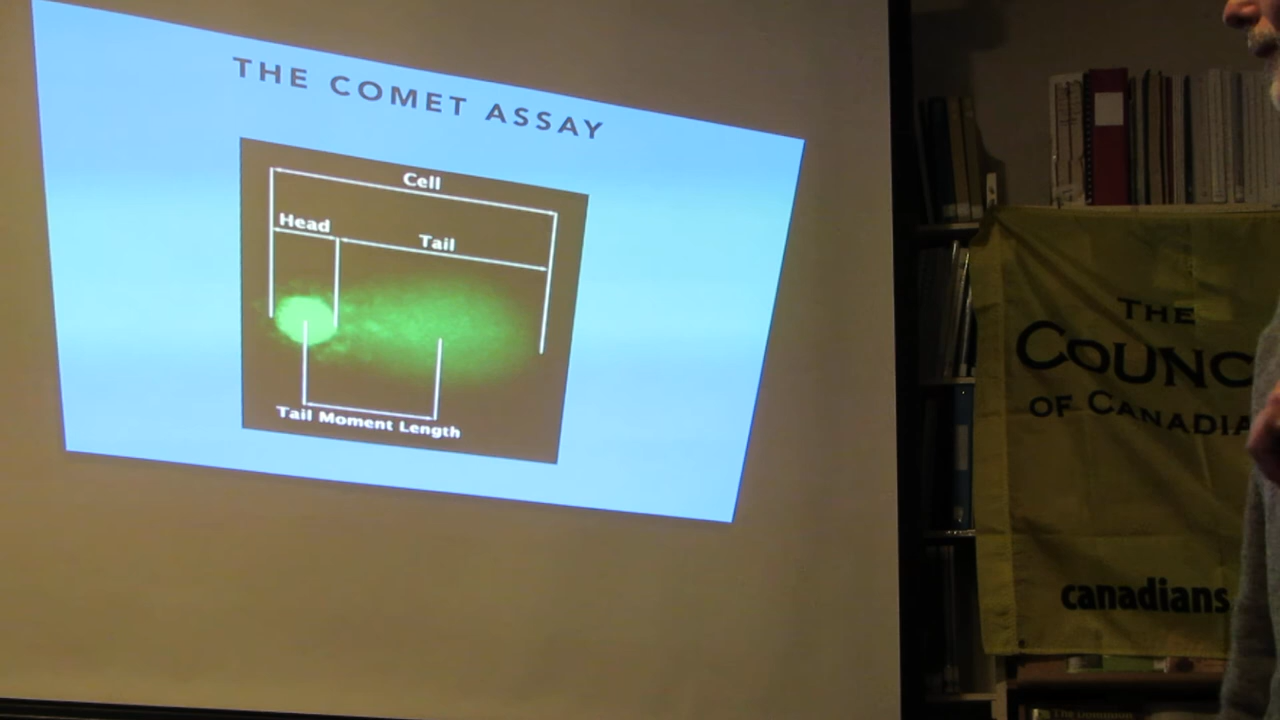 THE COMET ASSAY
Cell
Head
Tail
Tail Moment Length
THE
COUNC
OF CANADIA
canadians